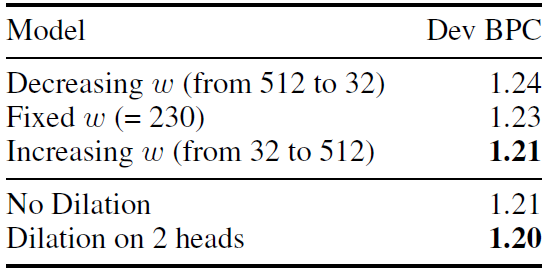 Model Dev BPC
Decreasing w (from 512 to 32) 1.24
Fixed w (= 230) 1.23
Increasing w (from 32 to 512) 1.21
No Dilation 1.21
Dilation on 2 heads 1.20